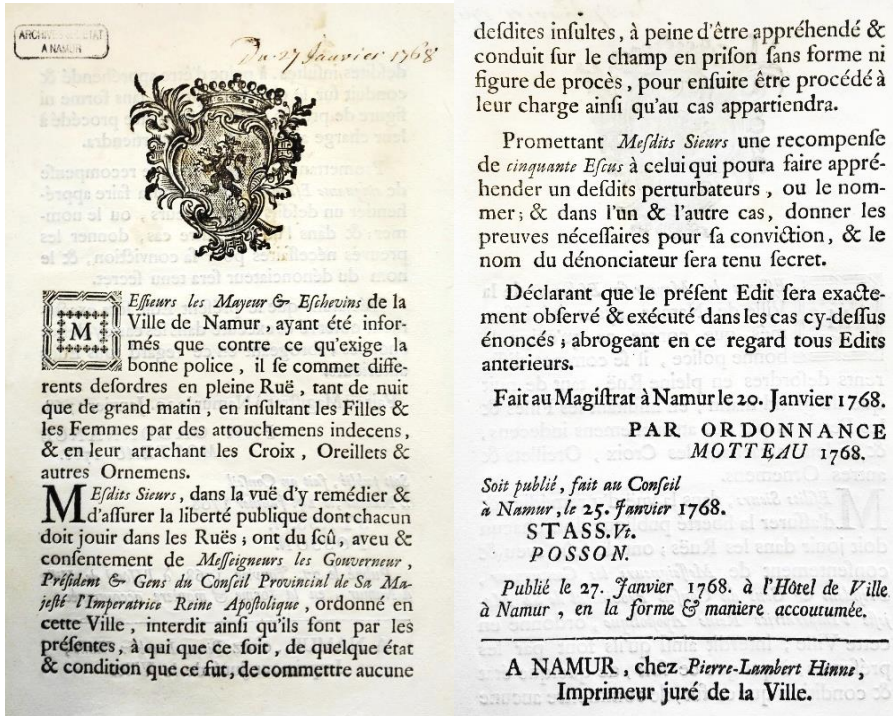 ARCHIVES DE L'ETAT
A NAMUR
Du 27 Janvier 1768
MEssieurs les Mayeur & Eschevins de la
Ville de Namur, ayant été infor-
més que contre ce qu'exige la
bonne police, il se commet diffe-
rents desordres en pleine Ruë, tant de nuit
que de grand matin, en insultant les Filles &
les Femmes par des attouchemens indecens,
& en leur arrachant les Croix, Oreillets &
autres Ornemens.
MEsdits Sieurs, dans la vuë d'y remédier &
d'assurer la liberté publique dont chacun
doit jouir dans les Ruës; ont du sçû, aveu &
consentement de Messeigneurs les Gouverneur,
Président & Gens du Conseil Provincial de Sa Ma-
jesté l'Imperatrice Reine Apostolique, ordonné en
cette Ville, interdit ainsi qu'ils font par les
présentes, à qui que ce soit, de quelque état
& condition que ce fut, de commettre aucune
desdites insultes, à peine d'être appréhendé &
conduit sur le champ en prison sans forme ni
figure de procès, pour ensuite être procédé à
leur charge ainsi qu'au cas appartiendra.
Promettant Mesdits Sieurs une recompense
de cinquante Escus à celui qui poura faire appré-
hender un desdits perturbateurs, ou le nom-
mer; & dans l'un & l'autre cas, donner les
preuves nécessaires pour sa conviction, & le
nom du dénonciateur sera tenu secret.
Déclarant que le présent Edit sera exacte-
ment observé & exécuté dans les cas cy-dessus
énoncés; abrogeant en ce regard tous Edits
anterieurs.
Fait au Magistrat à Namur le 20. Janvier 1768.
PAR ORDONNANCE
MOTTEAU 1768.
Soit publié, fait au Conseil
à Namur, le 25. Janvier 1768.
STASS. Vt.
POSSON.
Publié le 27. Janvier 1768. à l'Hôtel de Ville
à Namur, en la forme & maniere accoutumée.
A NAMUR, chez Pierre-Lambert Hinne,
Imprimeur juré de la Ville.